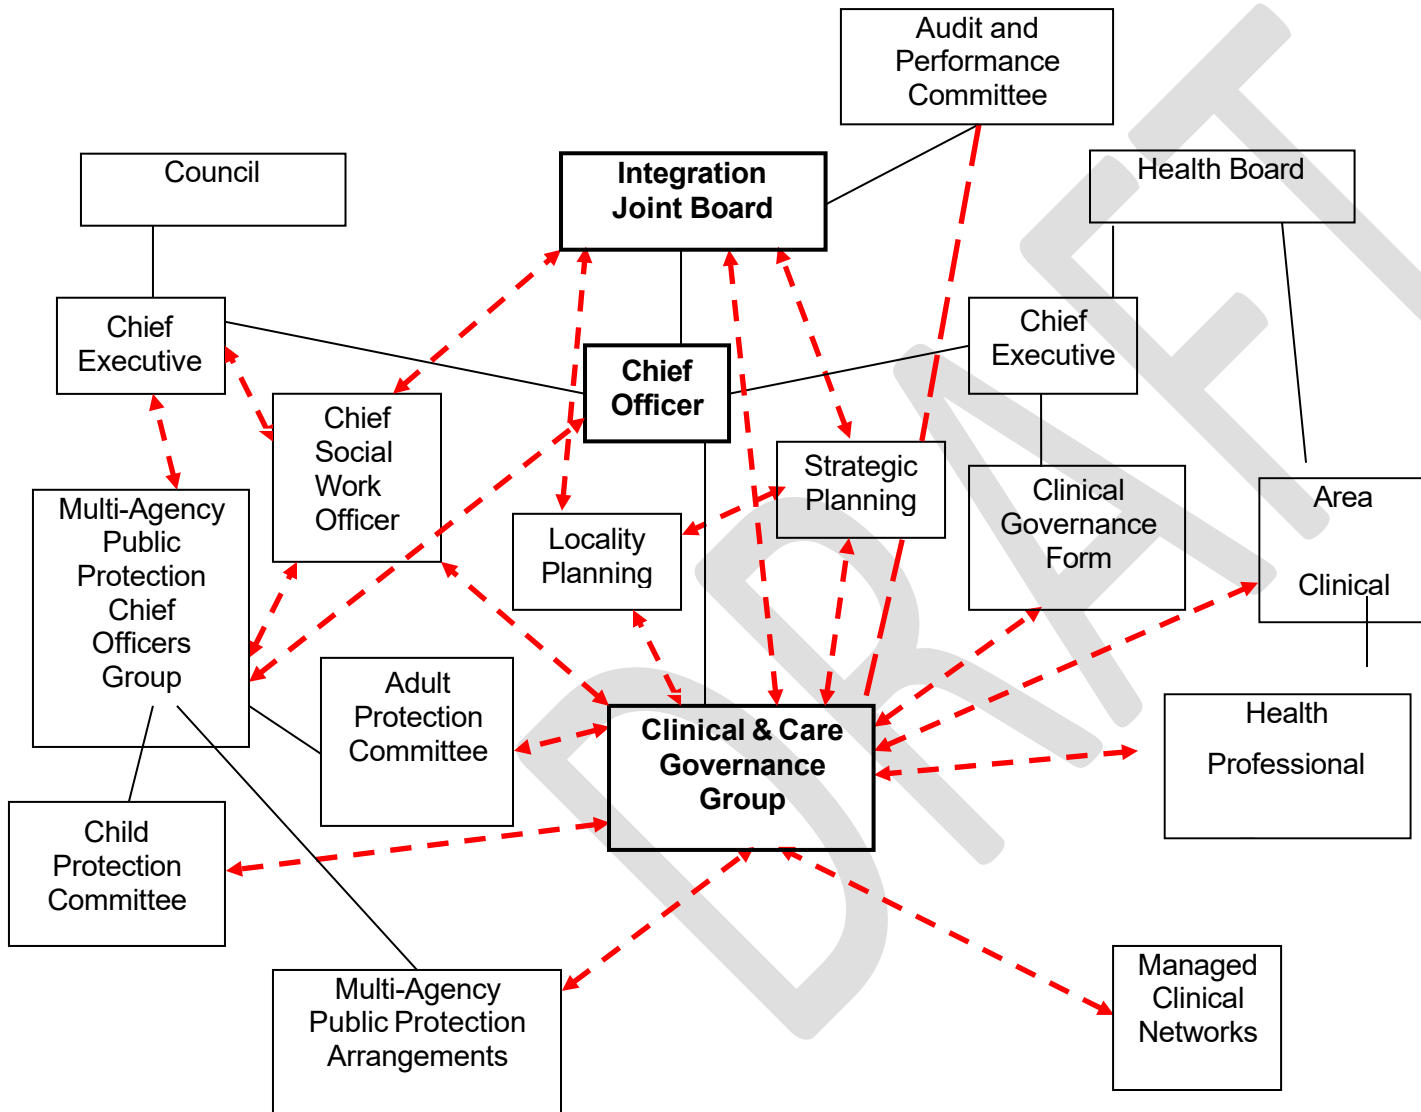 Audit and
Performance
Committee
Council
Integration
Joint Board
Health Board
Chief
Executive
Chief
Officer
Chief
Executive
Chief
Social
Work
Officer
Strategic
Planning
Clinical
Governance
Form
Area
Clinical
Multi-Agency
Public
Protection
Chief
Officers
Group
Locality
Planning
Adult
Protection
Committee
Clinical & Care
Governance
Group
Health
Professional
Child
Protection
Committee
Multi-Agency
Public Protection
Arrangements
Managed
Clinical
Networks
DRAFT